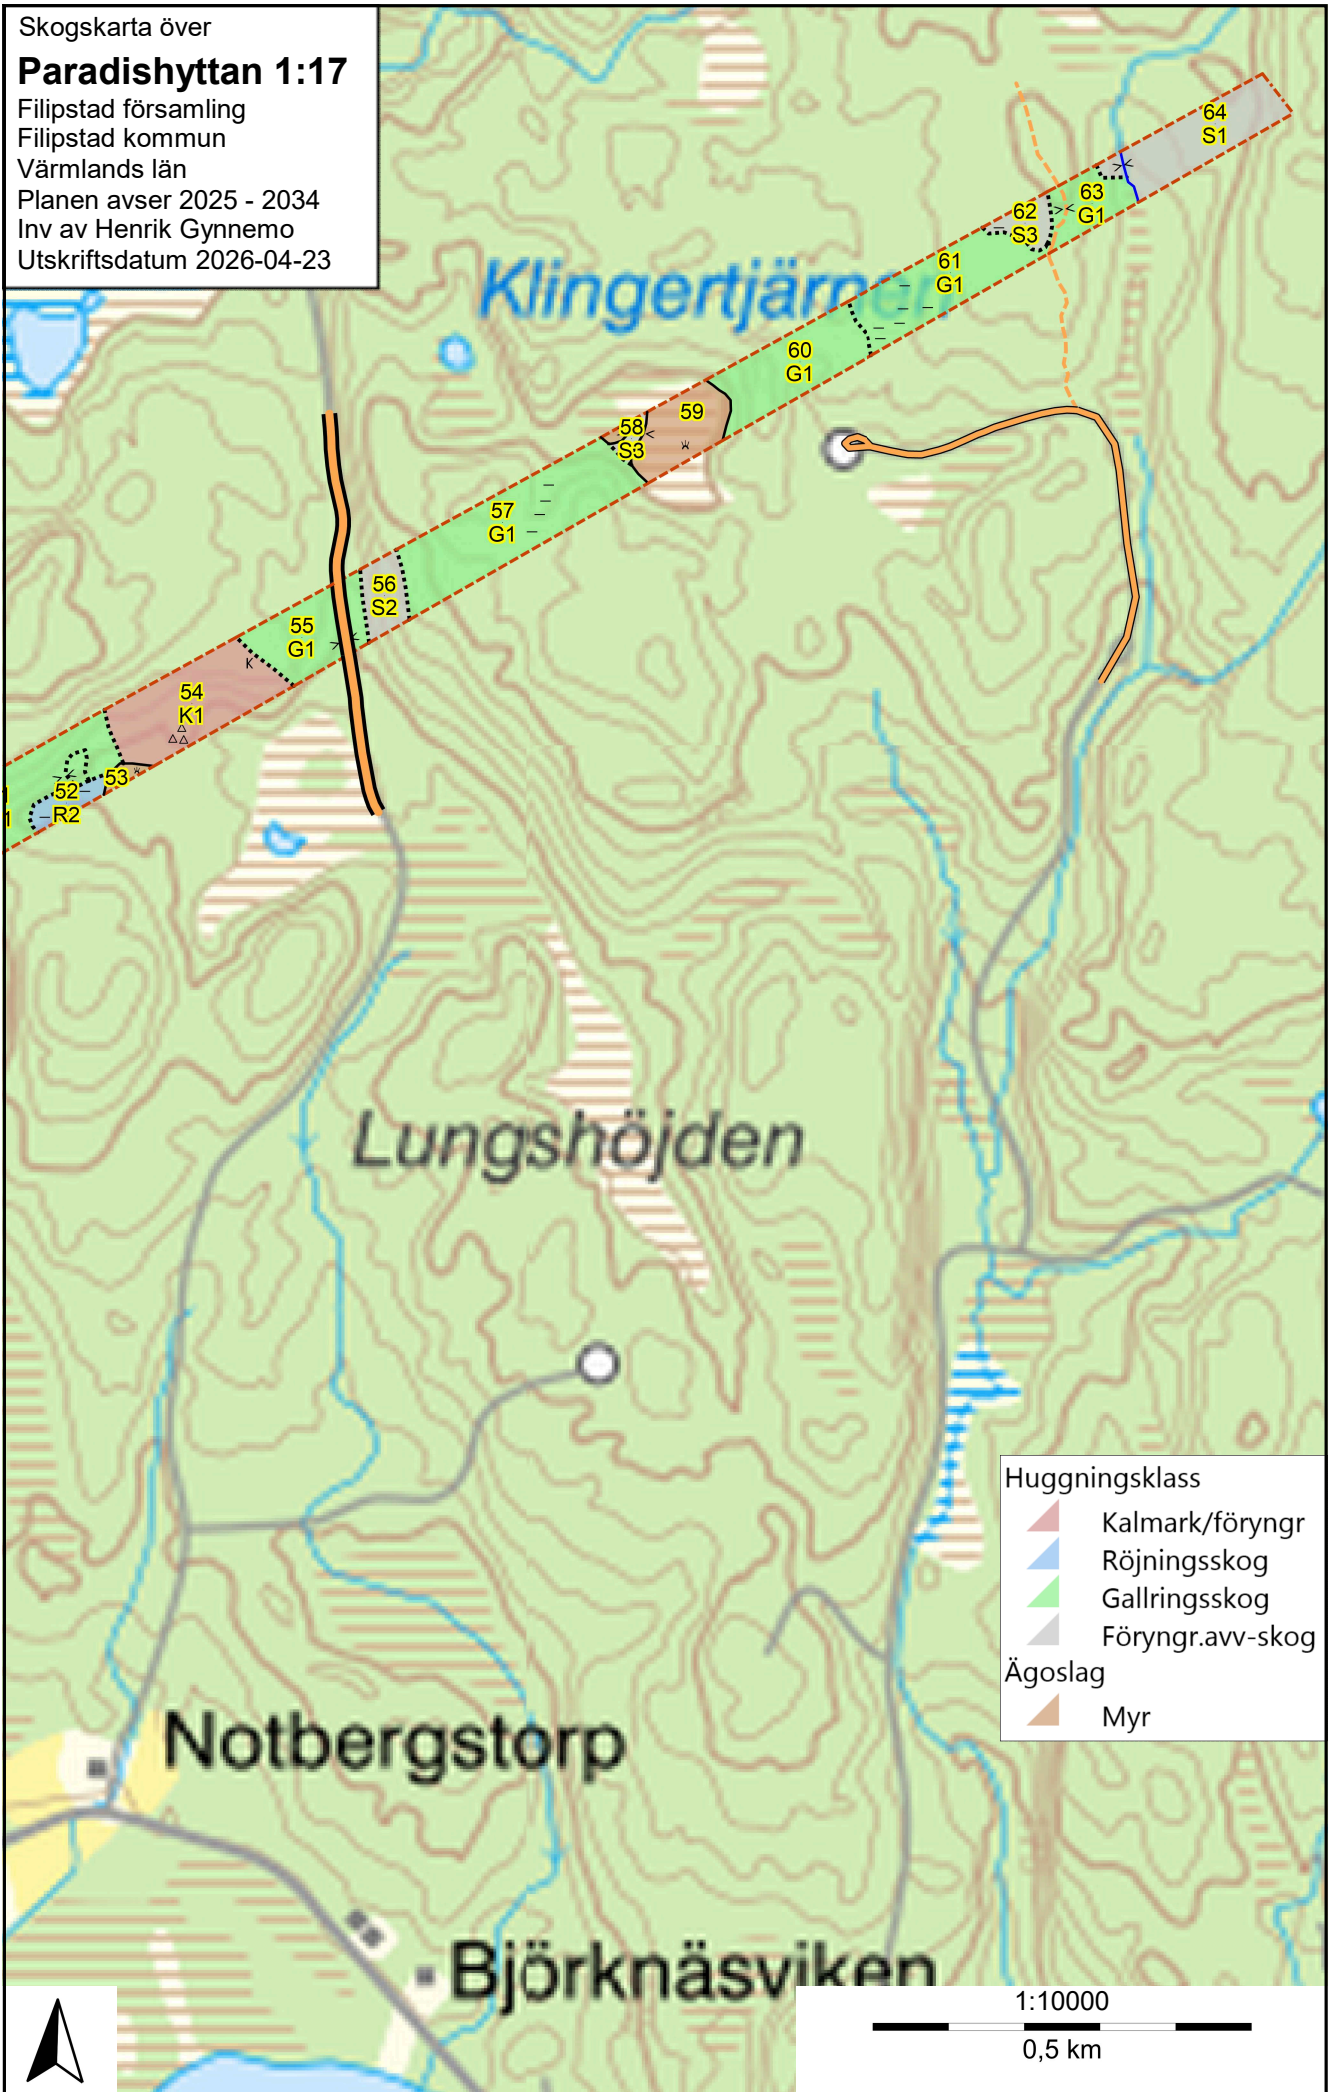 Skogskarta över
Paradishyttan 1:17
Filipstad församling
Filipstad kommun
Värmlands län
Planen avser 2025 - 2034
Inv av Henrik Gynnemo
Utskriftsdatum 2026-04-23
64
S1
63
G1
62
S3
61
G1
Klingertjärnen
60
G1
59
58
S3
57
G1
56
S2
55
G1
K
54
K1
53
52
R2
1
Lungshöjden
Huggningsklass
Kalmark/föryngr
Röjningsskog
Gallringsskog
Föryngr.avv-skog
Ägoslag
Myr
Notbergstorp
Björknäsviken
1:10000
0,5 km